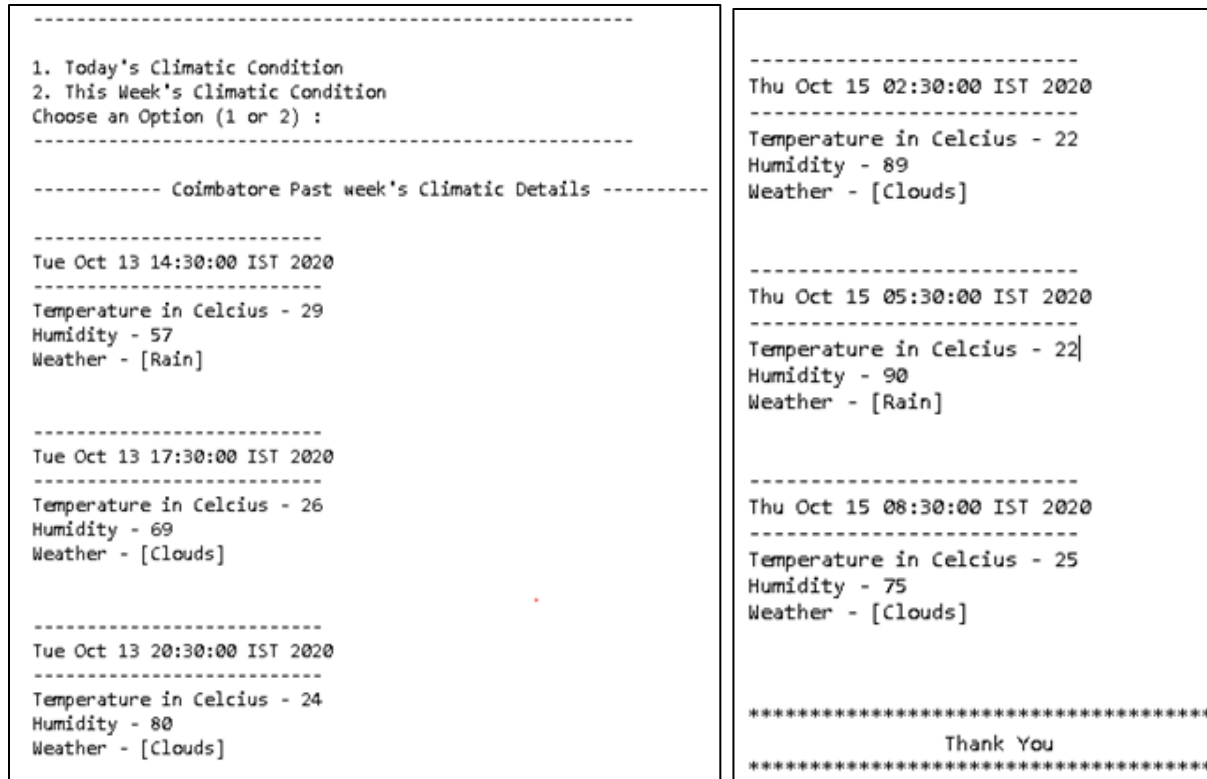 ---------------------------------------------------------
1. Today's Climatic Condition
2. This Week's Climatic Condition
Choose an Option (1 or 2) :
---------------------------------------------------------
------------ Coimbatore Past week's Climatic Details ----------
---------------------------
Tue Oct 13 14:30:00 IST 2020
---------------------------
Temperature in Celcius - 29
Humidity - 57
Weather - [Rain]
---------------------------
Tue Oct 13 17:30:00 IST 2020
---------------------------
Temperature in Celcius - 26
Humidity - 69
Weather - [Clouds]
---------------------------
Tue Oct 13 20:30:00 IST 2020
---------------------------
Temperature in Celcius - 24
Humidity - 80
Weather - [Clouds]
---------------------------
Thu Oct 15 02:30:00 IST 2020
---------------------------
Temperature in Celcius - 22
Humidity - 89
Weather - [Clouds]
---------------------------
Thu Oct 15 05:30:00 IST 2020
---------------------------
Temperature in Celcius - 22
Humidity - 90
Weather - [Rain]
---------------------------
Thu Oct 15 08:30:00 IST 2020
---------------------------
Temperature in Celcius - 25
Humidity - 75
Weather - [Clouds]
**************************************
Thank You
**************************************